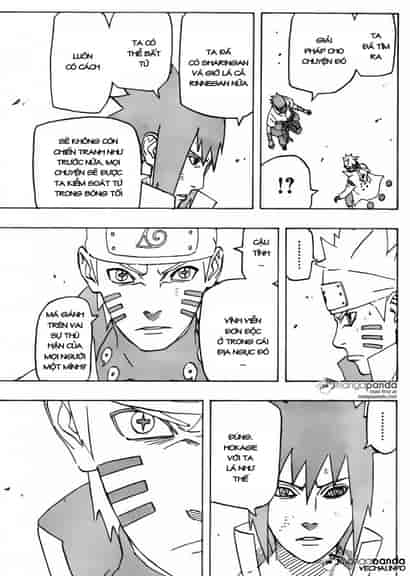 TA
ĐÃ TÌM
RA
GIẢI
PHÁP CHO
CHUYỆN ĐÓ
!?
TA ĐÃ
CÓ SHARINGAN
VÀ GIỜ LÀ CẢ
RINNEGAN NỮA
TA CÓ
THỂ BẤT
TỬ
LUÔN
CÓ CÁCH
SẼ KHÔNG CÒN
CHIẾN TRANH NHƯ
TRƯỚC NỮA. MỌI
CHUYỆN SẼ ĐƯỢC
TA KIỂM SOÁT TỪ
TRONG BÓNG TỐI
......
CẬU
TÍNH
...
VĨNH VIỄN
ĐƠN ĐỘC
Ở TRONG CÁI
ĐỊA NGỤC ĐÓ
...
MÀ GÁNH
TRÊN VAI
SỰ THÙ
HẬN CỦA
MỌI NGƯỜI
MỘT MÌNH?
mangapanda
......
ĐÚNG.
HOKAGE
VỚI TA
LÀ NHƯ
THẾ
mangapanda
VECHAI.INFO